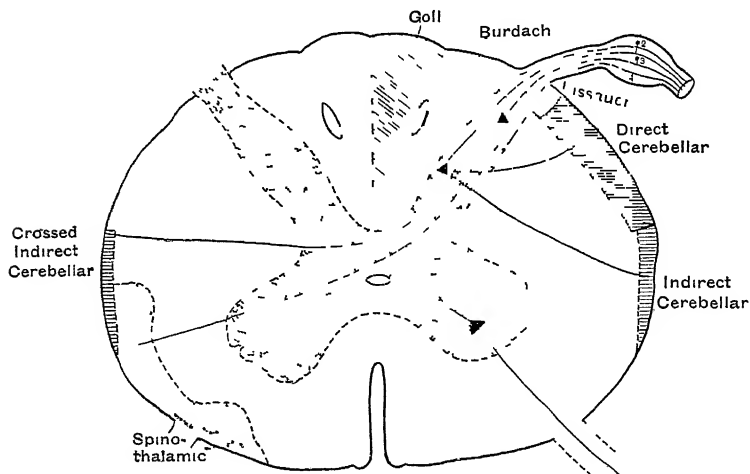 Goll
Burdach
Direct
Cerebellar
Crossed
Indirect
Cerebellar
Indirect
Cerebellar
Spino-
thalamic